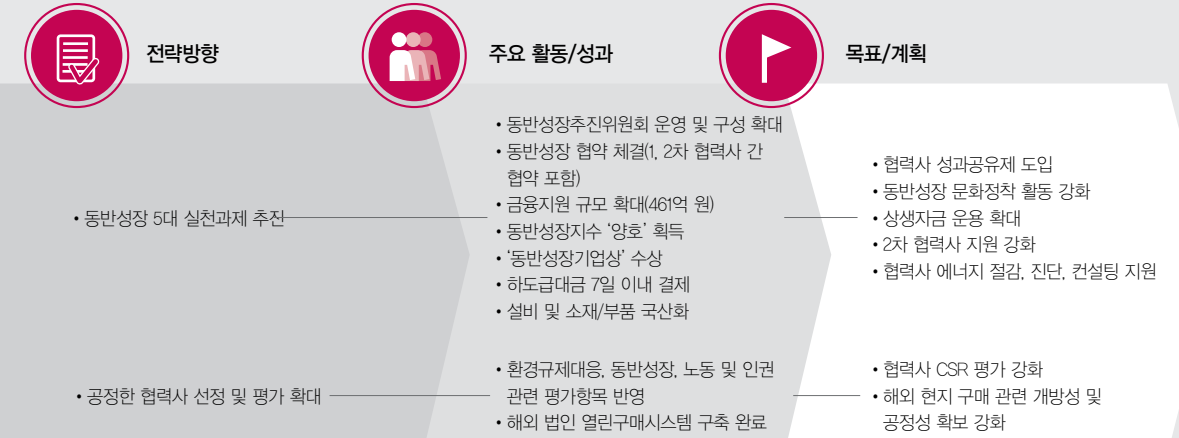 전략방향
주요 활동/성과
목표/계획
• 동반성장 5대 실천과제 추진
• 동반성장추진위원회 운영 및 구성 확대
• 동반성장 협약 체결(1, 2차 협력사 간
협약 포함)
• 금융지원 규모 확대(461억 원)
• 동반성장지수 ‘양호’ 획득
• ‘동반성장기업상’ 수상
• 하도급대금 7일 이내 결제
• 설비 및 소재/부품 국산화
• 협력사 성과공유제 도입
• 동반성장 문화정착 활동 강화
• 상생자금 운용 확대
• 2차 협력사 지원 강화
• 협력사 에너지 절감, 진단, 컨설팅 지원
• 공정한 협력사 선정 및 평가 확대
• 환경규제대응, 동반성장, 노동 및 인권
관련 평가항목 반영
• 해외 법인 열린구매시스템 구축 완료
• 협력사 CSR 평가 강화
• 해외 현지 구매 관련 개방성 및
공정성 확보 강화